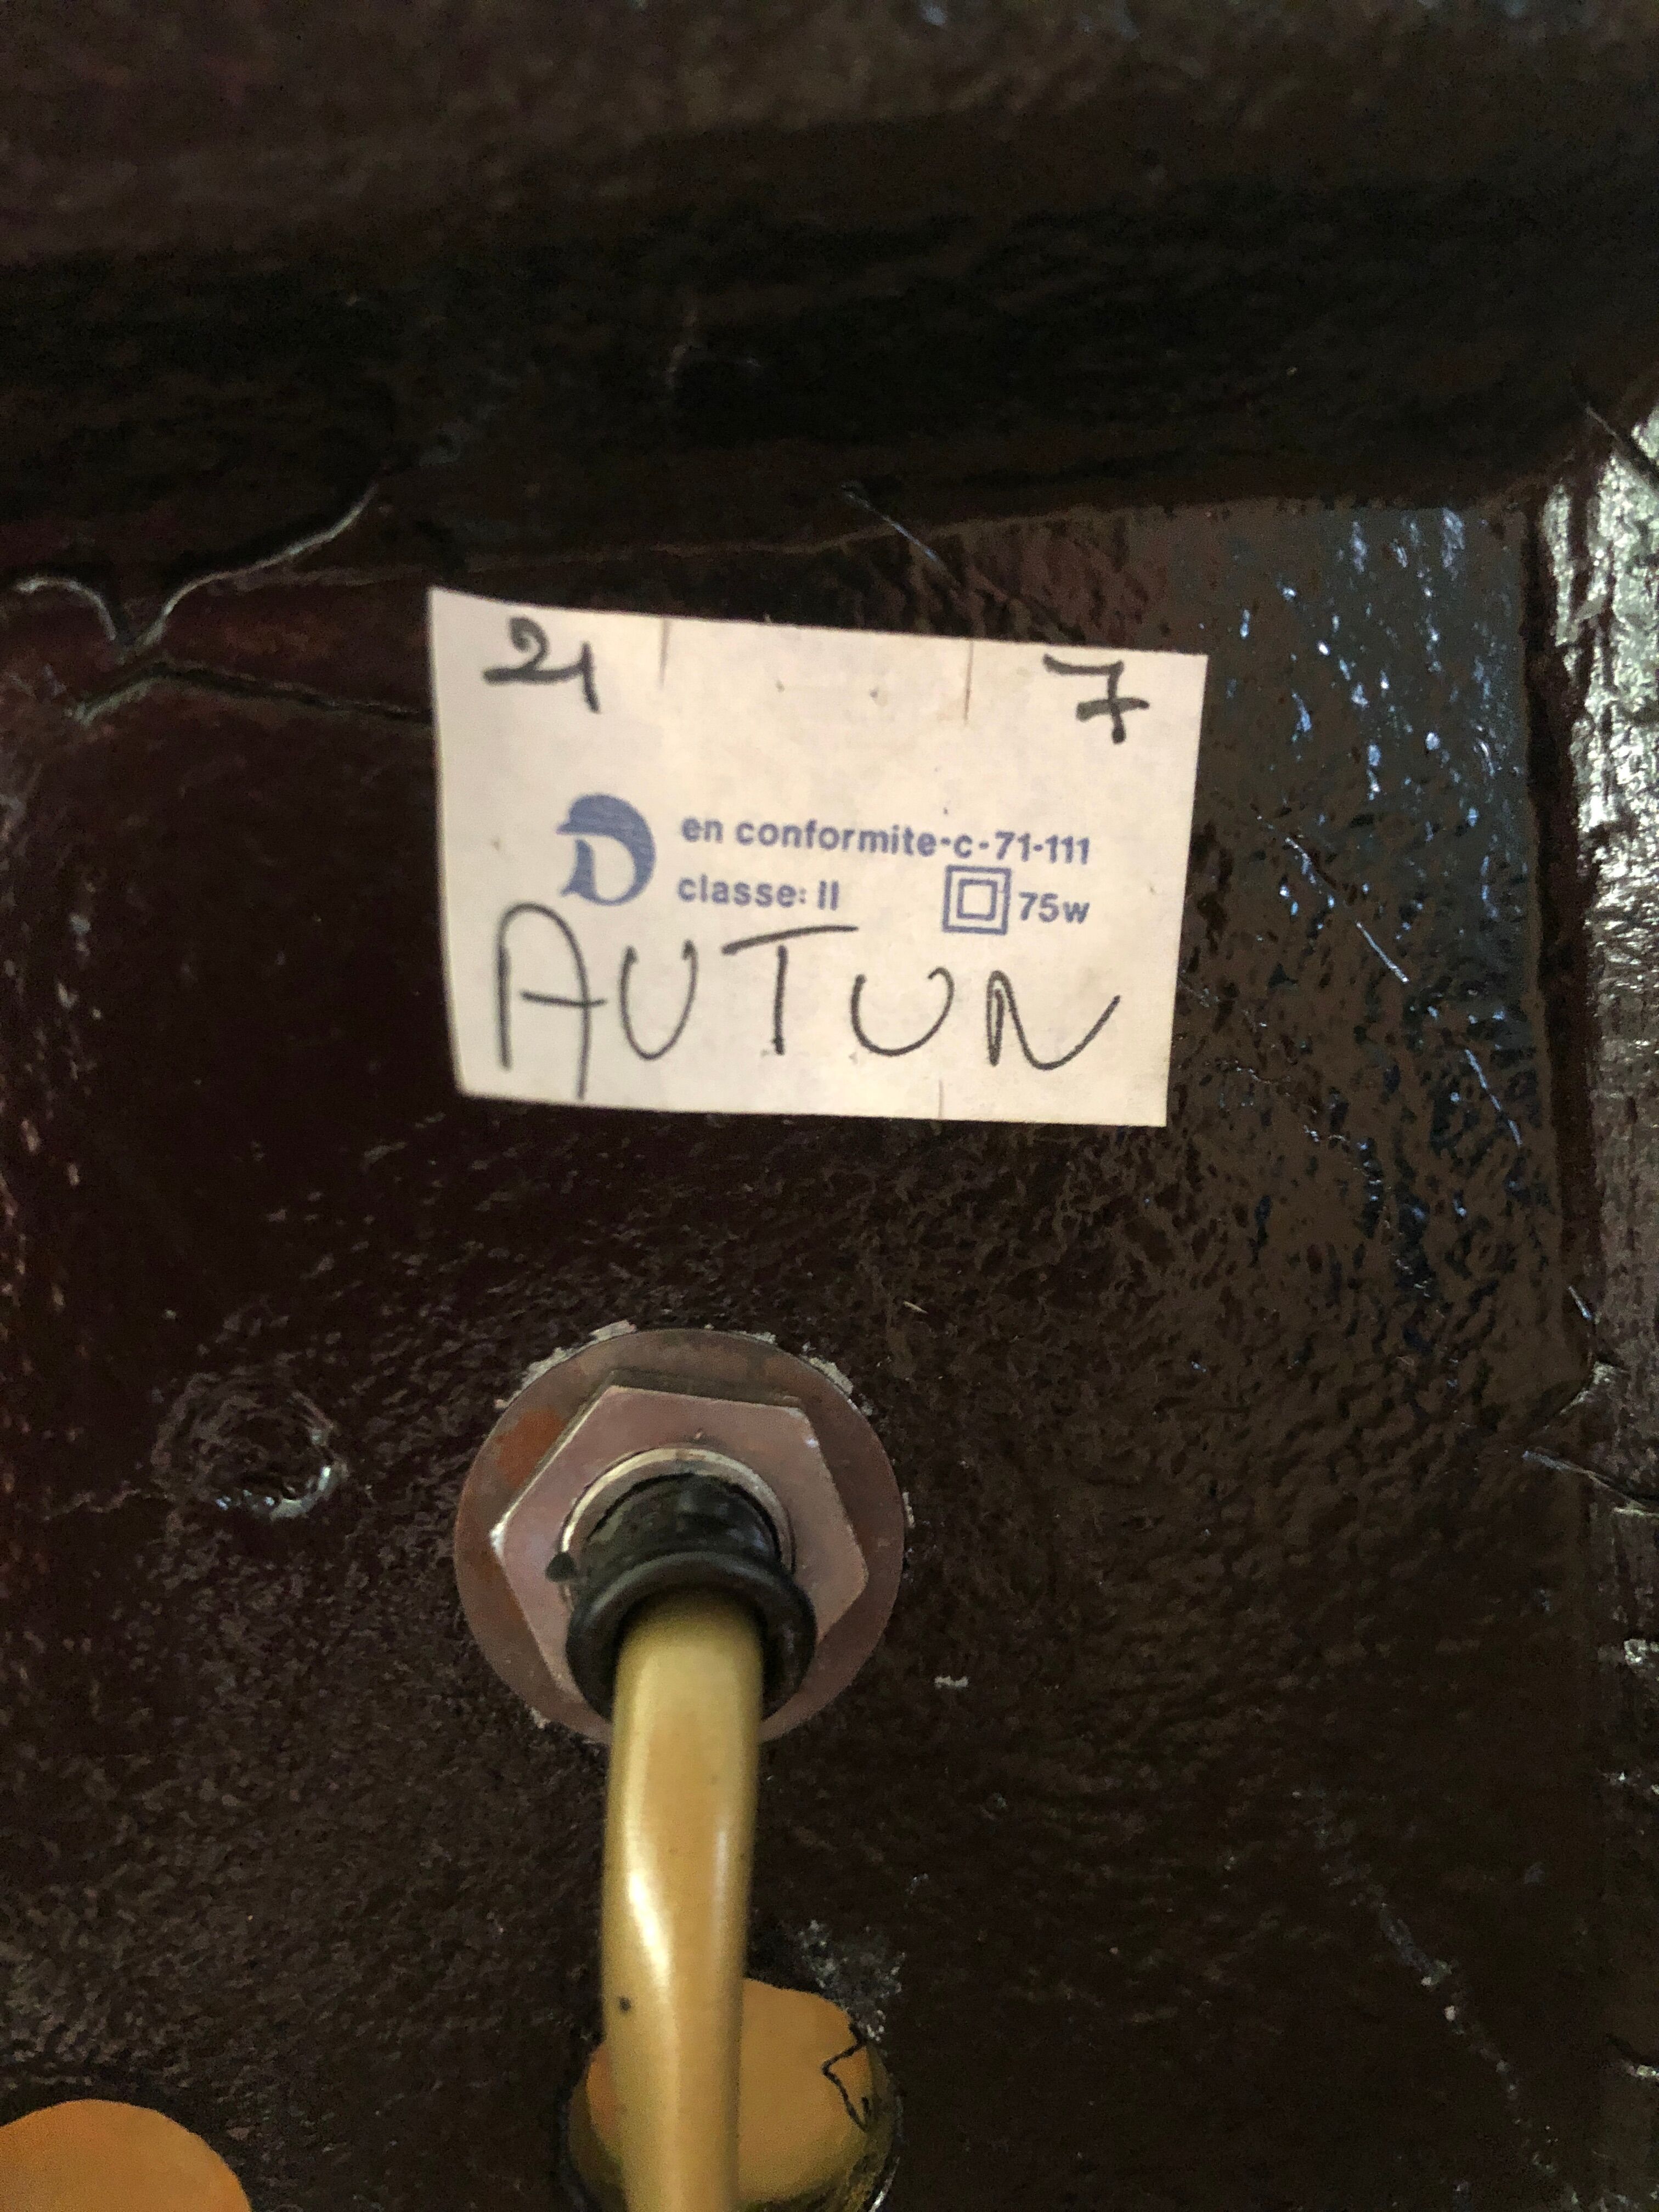 21 7
D en conformite-c-71-111
classe: II 75w
AUTUN